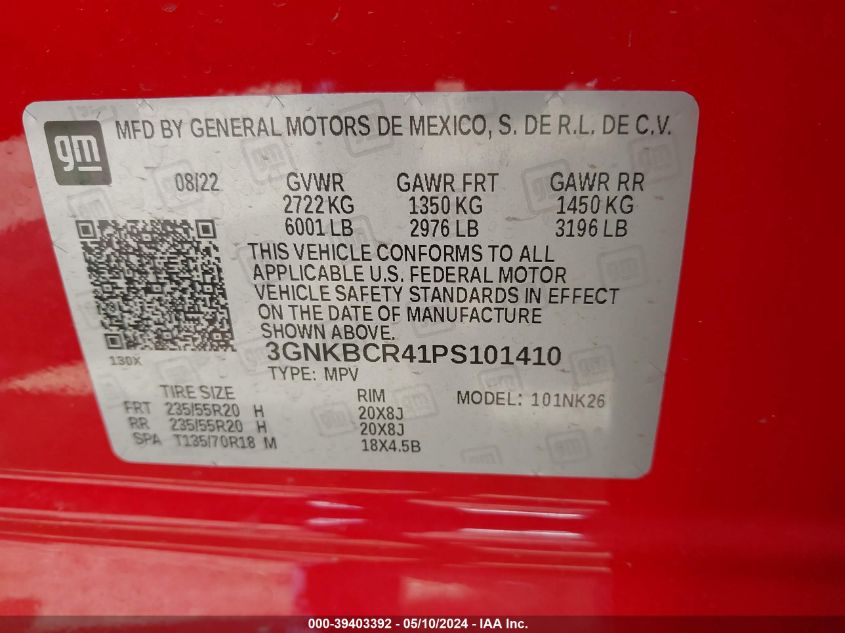 gm
MFD BY GENERAL MOTORS DE MEXICO, S. DE R.L. DE C.V.
08/22 GVWR GAWR FRT GAWR RR
2722 KG 1350 KG 1450 KG
6001 LB 2976 LB 3196 LB
THIS VEHICLE CONFORMS TO ALL
APPLICABLE U.S. FEDERAL MOTOR
VEHICLE SAFETY STANDARDS IN EFFECT
ON THE DATE OF MANUFACTURE
SHOWN ABOVE.
130X
3GNKBCR41PS101410
TYPE: MPV
TIRE SIZE RIM MODEL: 101NK26
FRT 235/55R20 H 20X8J
RR 235/55R20 H 20X8J
SPA T135/70R18 M 18X4.5B
000-39403392 - 05/10/2024 - IAA Inc.